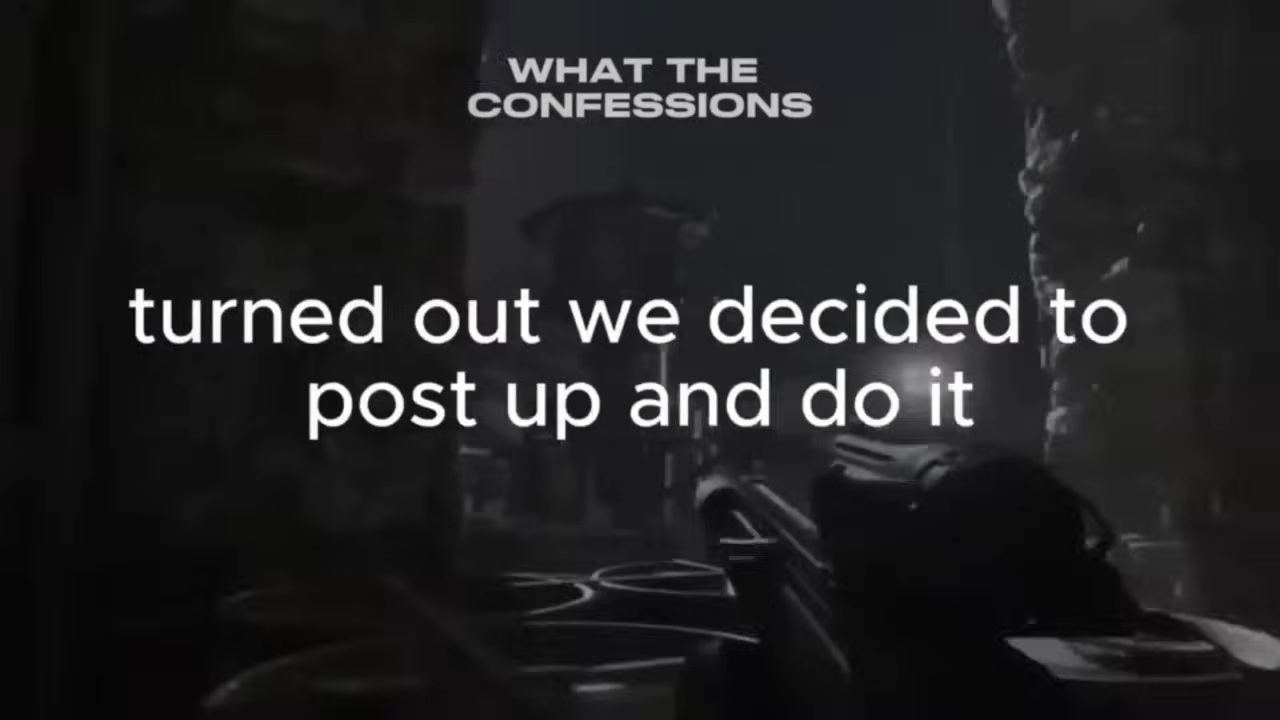 WHAT THE
CONFESSIONS
turned out we decided to
post up and do it